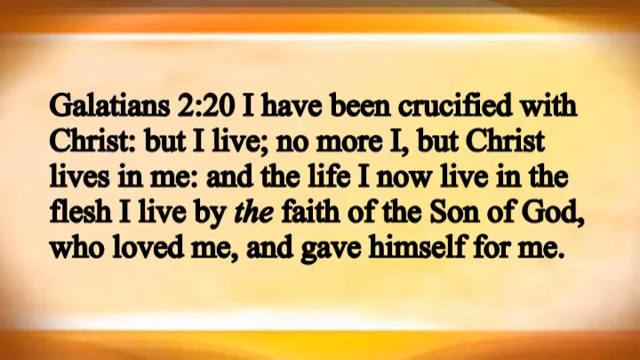 Galatians 2:20 I have been crucified with
Christ: but I live; no more I, but Christ
lives in me: and the life I now live in the
flesh I live by the faith of the Son of God,
who loved me, and gave himself for me.